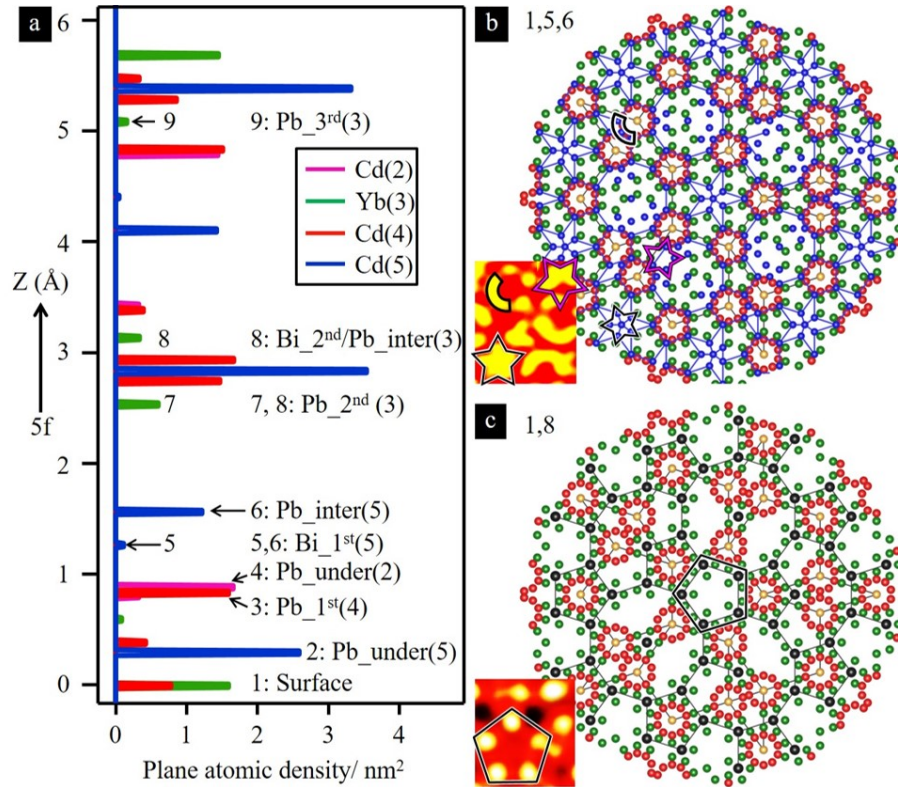 a
6
5
4
3
2
1
0
Z (Å)
5f
9
9: Pb_3rd(3)
Cd(2)
Yb(3)
Cd(4)
Cd(5)
8
8: Bi_2nd/Pb_inter(3)
7
7, 8: Pb_2nd (3)
6: Pb_inter(5)
5
5,6: Bi_1st(5)
4: Pb_under(2)
3: Pb_1st(4)
2: Pb_under(5)
1: Surface
0 1 2 3 4
Plane atomic density/ nm2
b 1,5,6
c 1,8